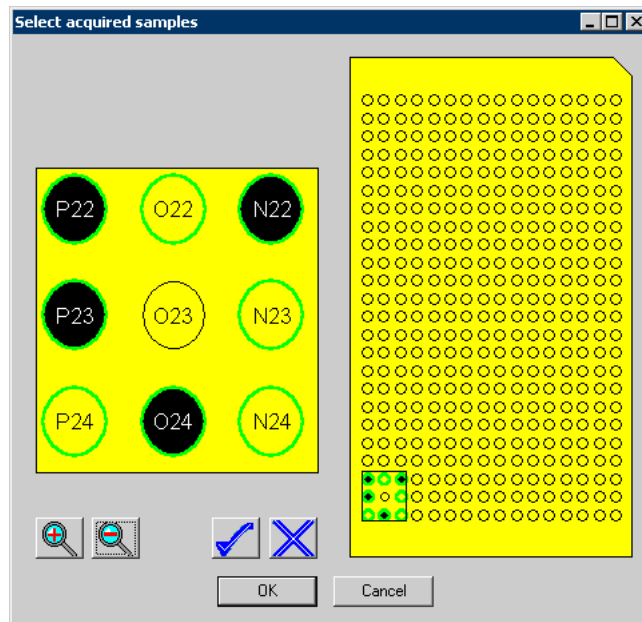 Select acquired samples
P22 O22 N22
P23 O23 N23
P24 O24 N24
OK Cancel